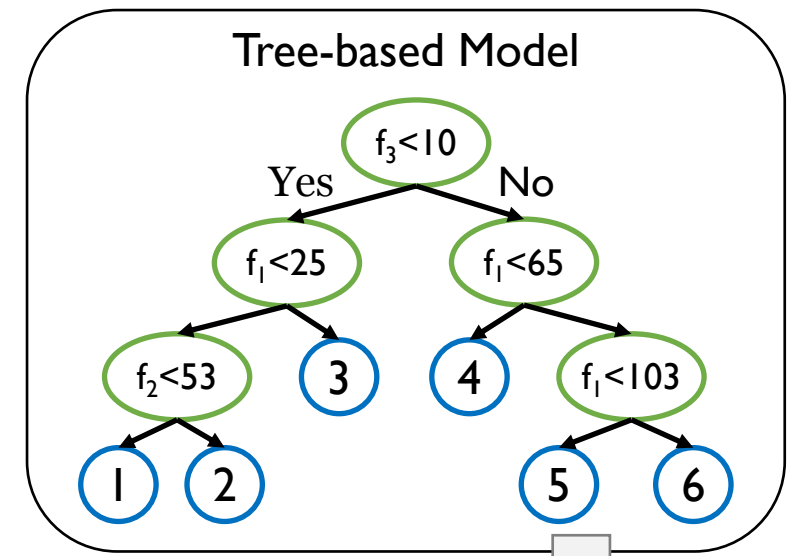 Tree-based Model
f₃<10
Yes No
f₁<25 f₁<65
f₂<53 3 4 f₁<103
1 2 5 6